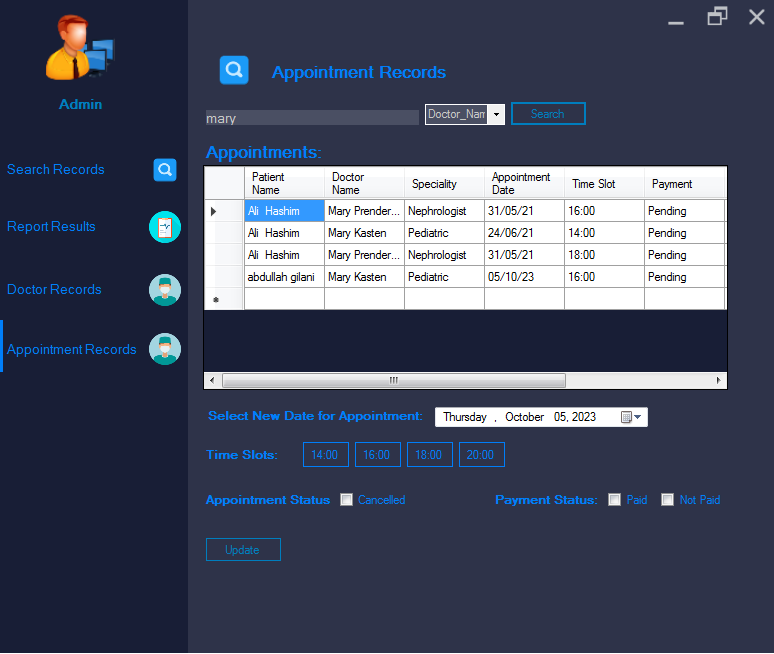 Admin
Search Records
Report Results
Doctor Records
Appointment Records
Appointment Records
mary
Doctor_Nam
Search
Appointments:
Patient Name Doctor Name Speciality Appointment Date Time Slot Payment
Ali Hashim Mary Prender... Nephrologist 31/05/21 16:00 Pending
Ali Hashim Mary Kasten Pediatric 24/06/21 14:00 Pending
Ali Hashim Mary Prender... Nephrologist 31/05/21 18:00 Pending
abdullah gilani Mary Kasten Pediatric 05/10/23 16:00 Pending
Select New Date for Appointment: Thursday , October 05, 2023
Time Slots: 14:00 16:00 18:00 20:00
Appointment Status Cancelled Payment Status: Paid Not Paid
Update